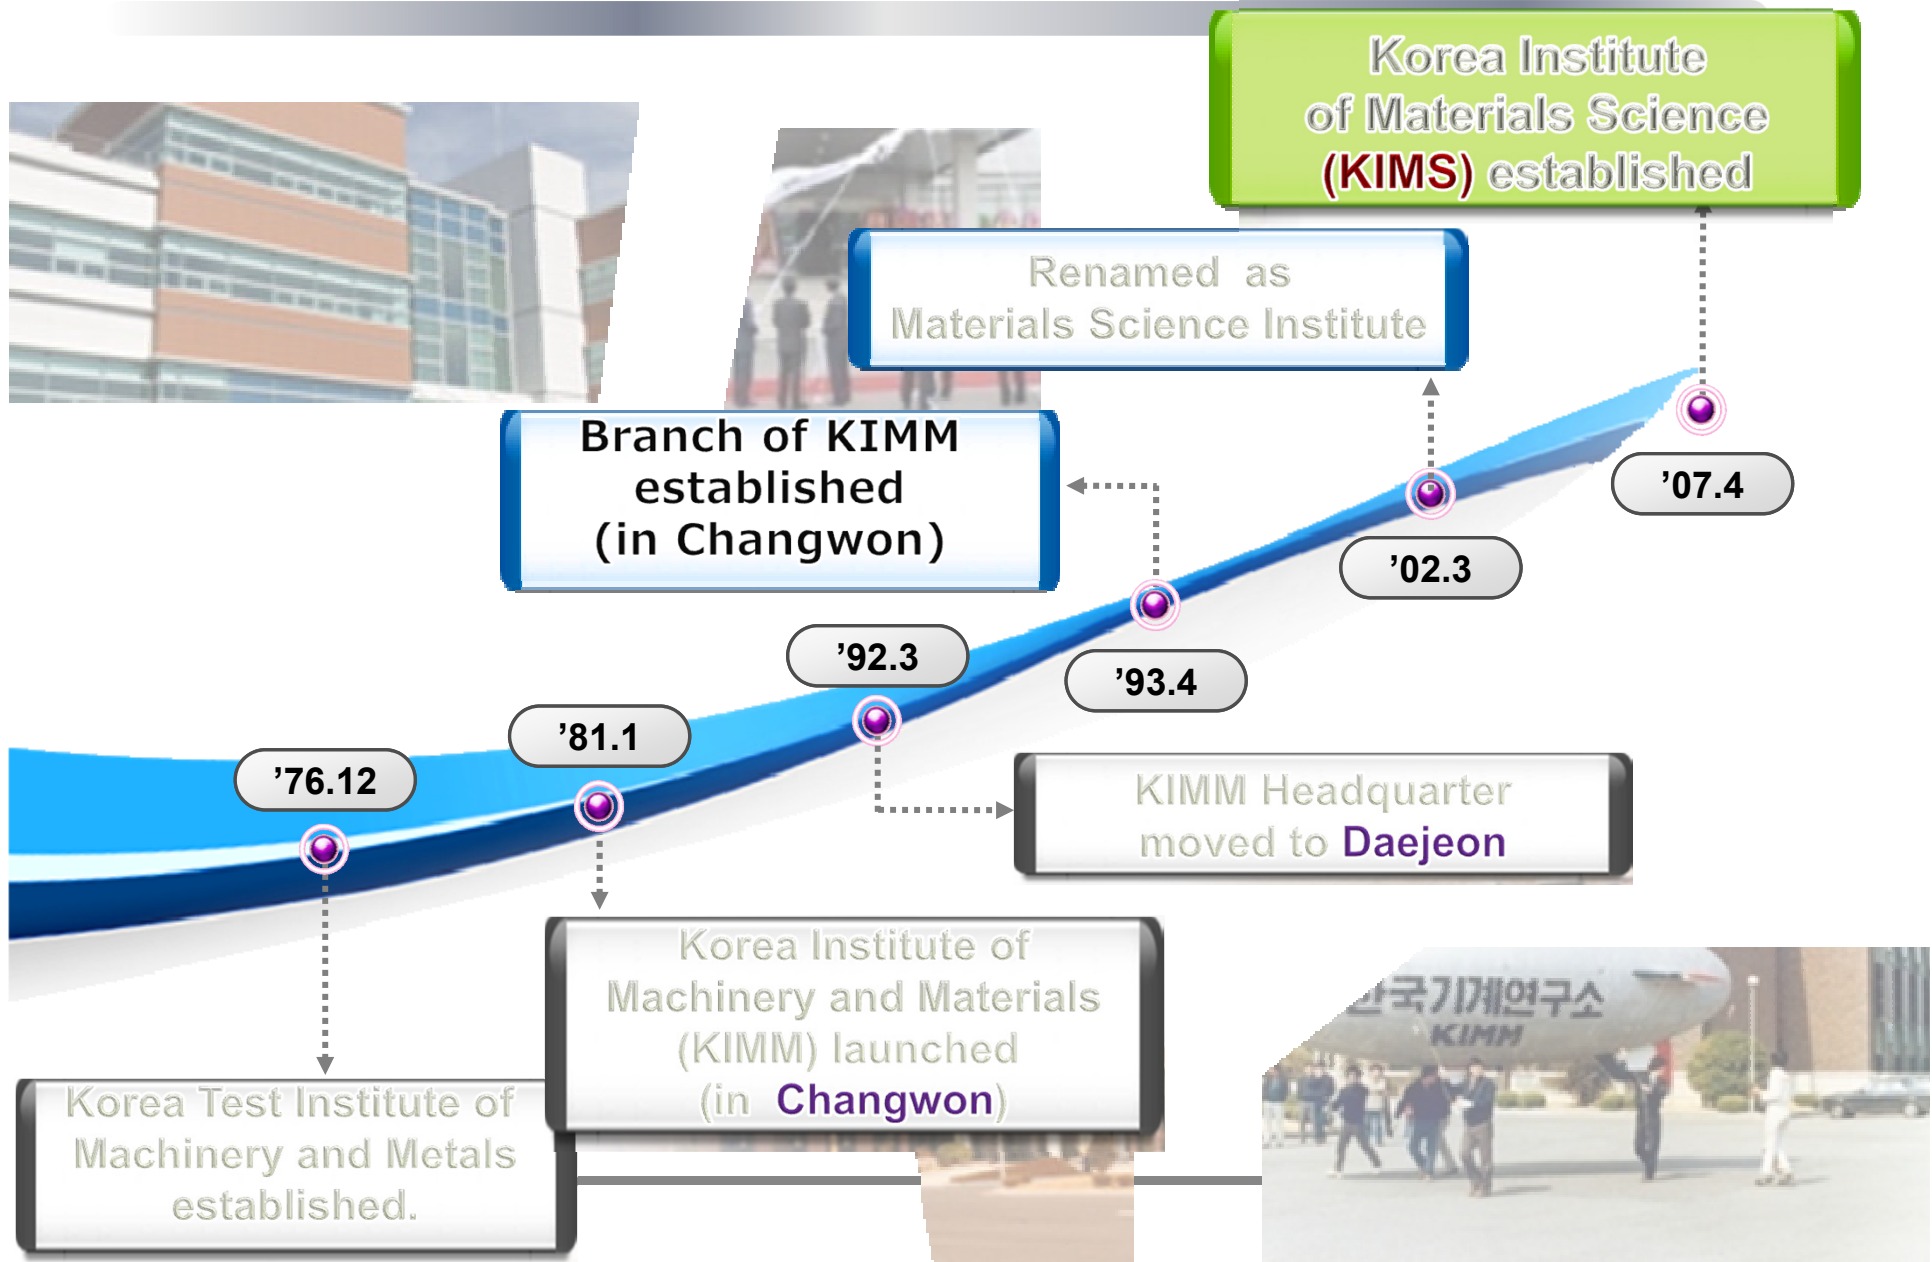 Korea Institute
of Materials Science
(KIMS) established
Renamed as
Materials Science Institute
Branch of KIMM
established
(in Changwon)
’07.4
’02.3
’93.4
’92.3
’81.1
’76.12
KIMM Headquarter
moved to Daejeon
Korea Institute of
Machinery and Materials
(KIMM) launched
(in Changwon)
Korea Test Institute of
Machinery and Metals
established.
한국기계연구소
KIMM